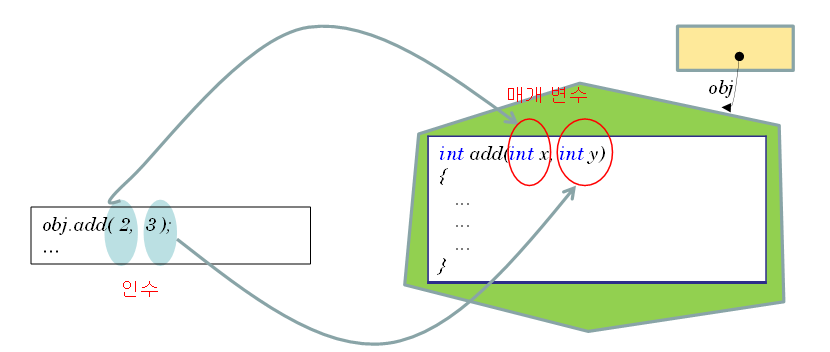 obj
매개 변수
int add(int x, int y)
{
...
...
...
}
obj.add( 2, 3 );
...
인수